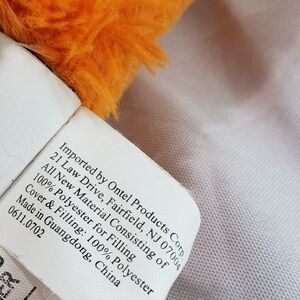 Imported by Ontel Products Corp.
21 Law Drive, Fairfield, NJ 07004
All New Material Consisting of
100% Polyester for Filling
Cover & Filling: 100% Polyester
Made in Guangdong, China
0611.0702